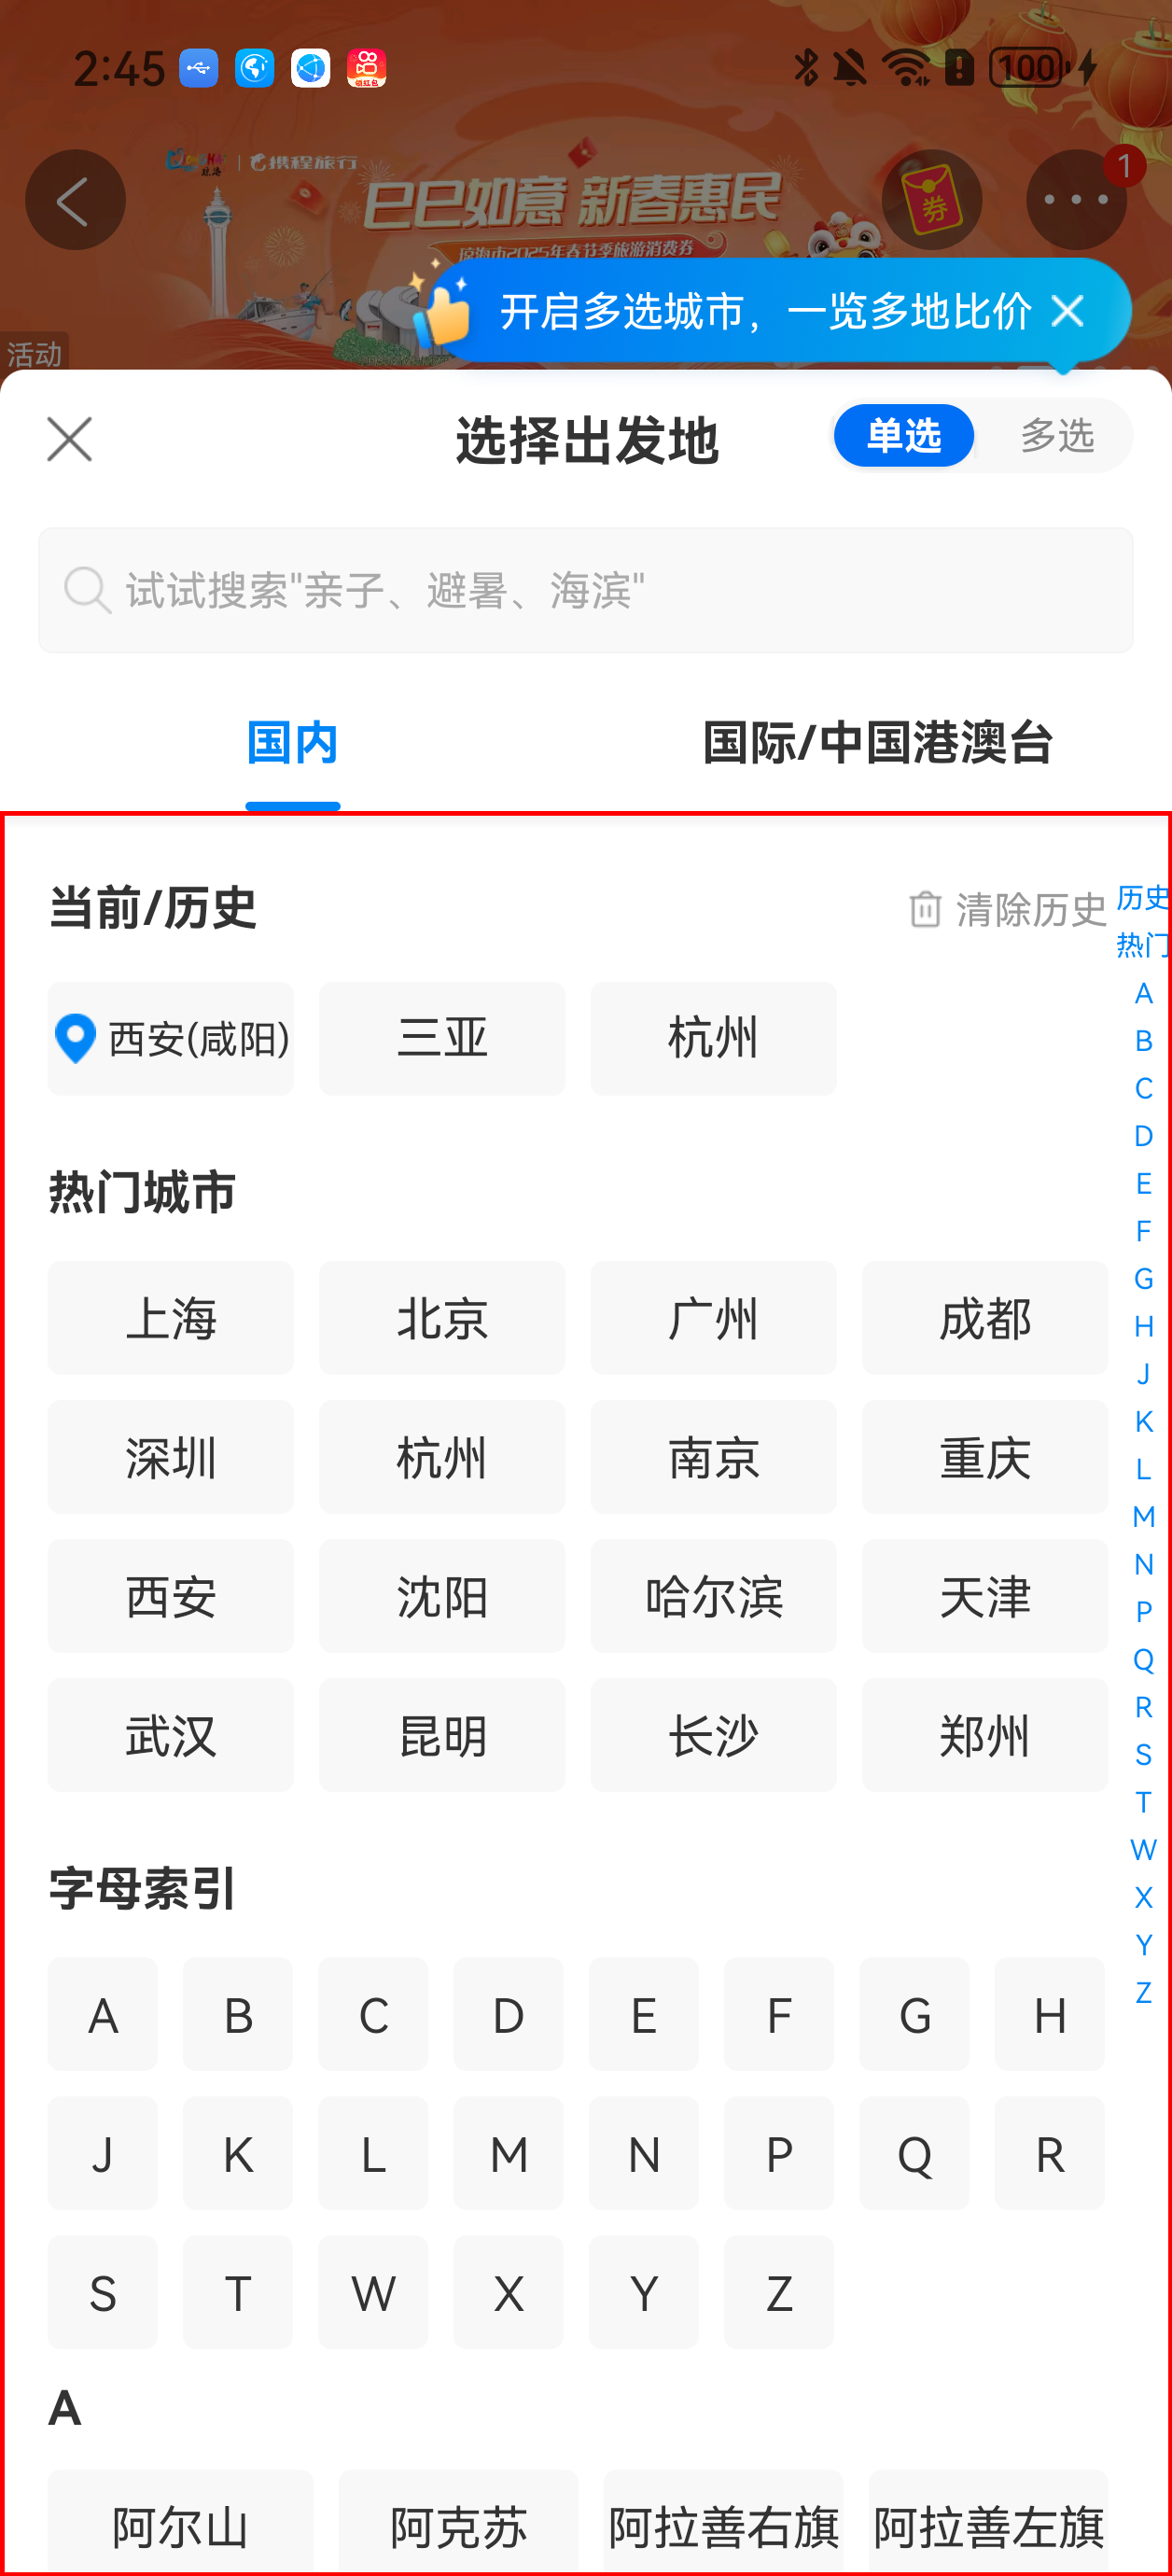 2:45
100
携程旅行
巳巳如意 新春惠民
琼海市2025年春节季旅游消费券
券
1
活动
开启多选城市，一览多地比价
选择出发地
单选
多选
试试搜索"亲子、避暑、海滨"
国内
国际/中国港澳台
当前/历史
清除历史
西安(咸阳)
三亚
杭州
热门城市
上海
北京
广州
成都
深圳
杭州
南京
重庆
西安
沈阳
哈尔滨
天津
武汉
昆明
长沙
郑州
字母索引
A
B
C
D
E
F
G
H
J
K
L
M
N
P
Q
R
S
T
W
X
Y
Z
A
阿尔山
阿克苏
阿拉善右旗
阿拉善左旗
历史
热门
A
B
C
D
E
F
G
H
J
K
L
M
N
P
Q
R
S
T
W
X
Y
Z